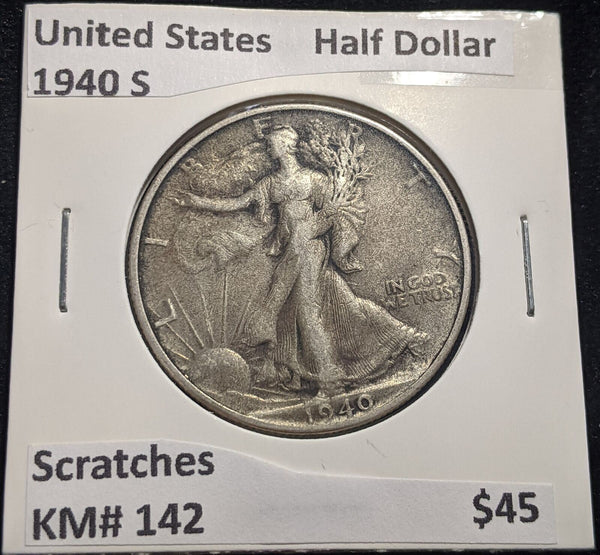 United States Half Dollar
1940 S
LIBERTY
IN GOD
WE TRUST
1940
Scratches
KM# 142 $45